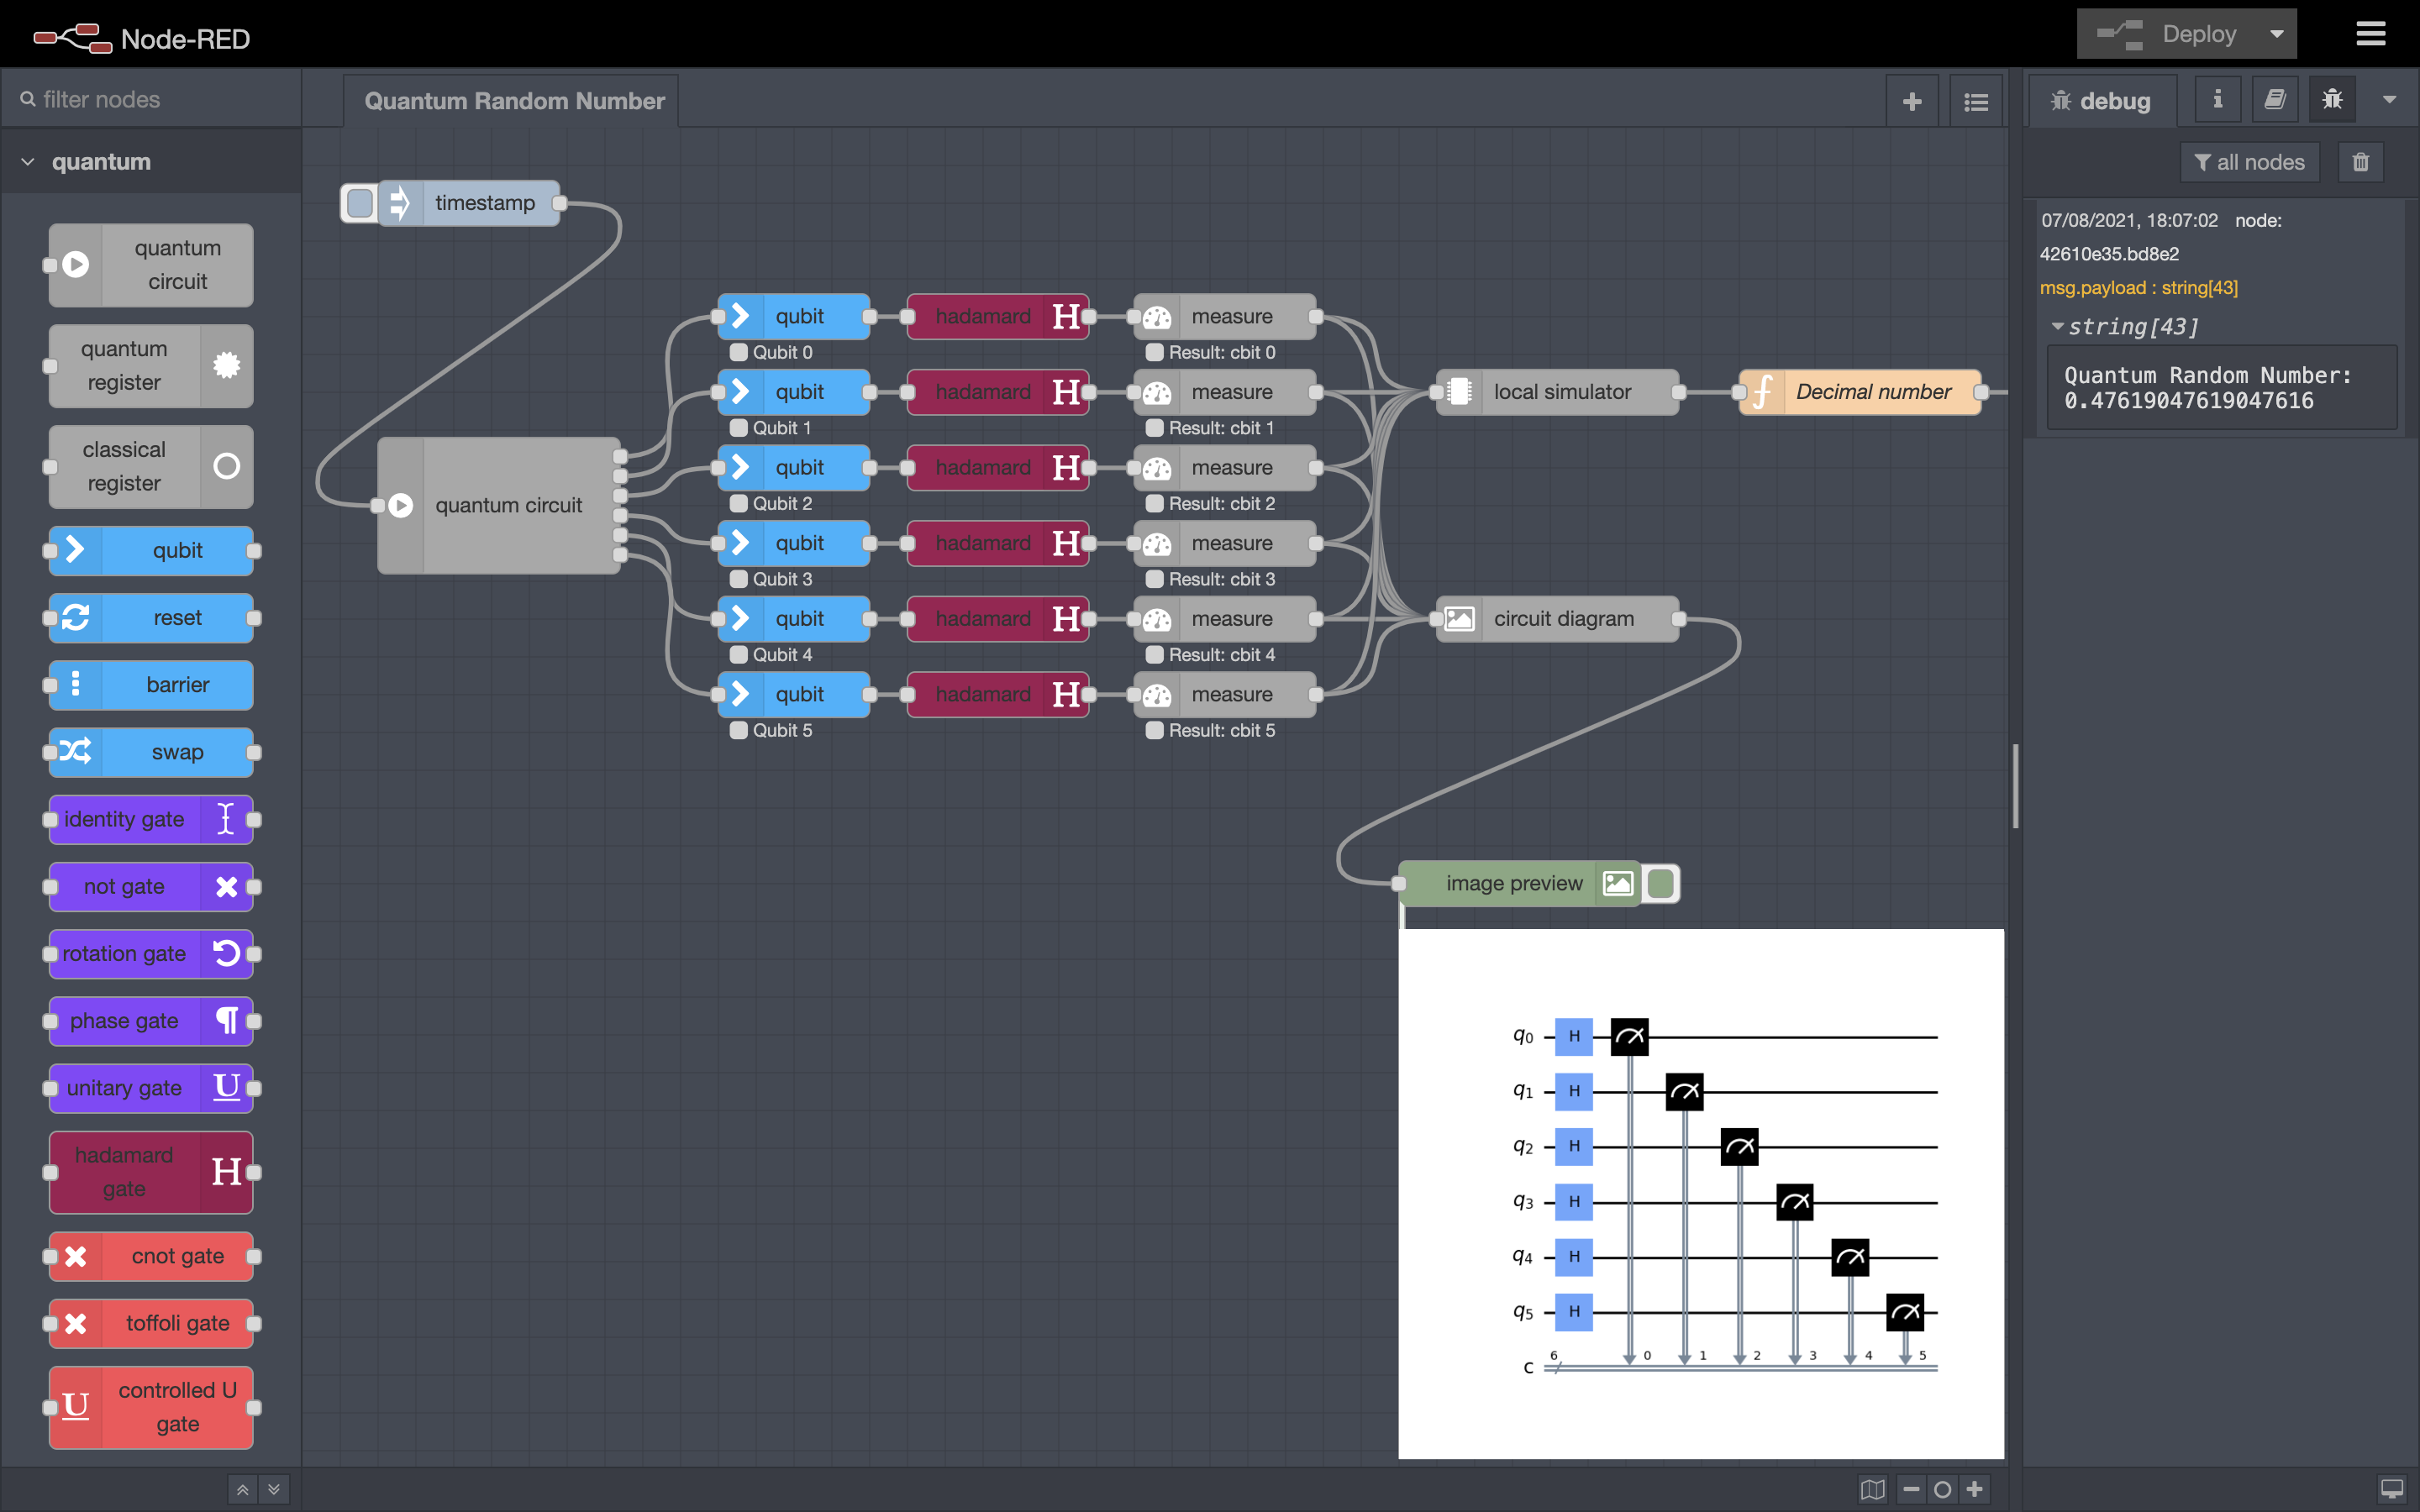 Node-RED
Deploy
filter nodes
Quantum Random Number
debug
quantum
all nodes
quantum
circuit
quantum
register
classical
register
qubit
reset
barrier
swap
identity gate
not gate
rotation gate
phase gate
unitary gate
U
hadamard
gate
H
cnot gate
toffoli gate
controlled U
gate
U
timestamp
quantum circuit
qubit
hadamard H
measure
Qubit 0
Result: cbit 0
qubit
hadamard H
measure
Qubit 1
Result: cbit 1
qubit
hadamard H
measure
Qubit 2
Result: cbit 2
qubit
hadamard H
measure
Qubit 3
Result: cbit 3
qubit
hadamard H
measure
Qubit 4
Result: cbit 4
qubit
hadamard H
measure
Qubit 5
Result: cbit 5
local simulator
Decimal number
circuit diagram
image preview
q0 H
q1 H
q2 H
q3 H
q4 H
q5 H
c 6 0 1 2 3 4 5
07/08/2021, 18:07:02 node:
42610e35.bd8e2
msg.payload : string[43]
string[43]
Quantum Random Number:
0.47619047619047616